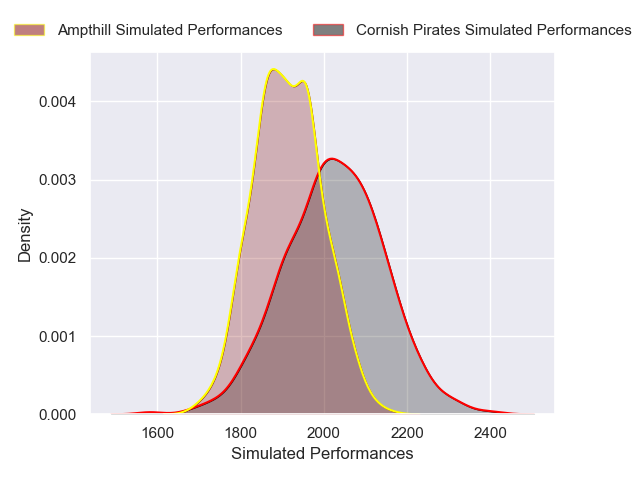 Ampthill Simulated Performances Cornish Pirates Simulated Performances
0.004
0.003
0.002
0.001
0.000
Density
1600 1800 2000 2200 2400
Simulated Performances